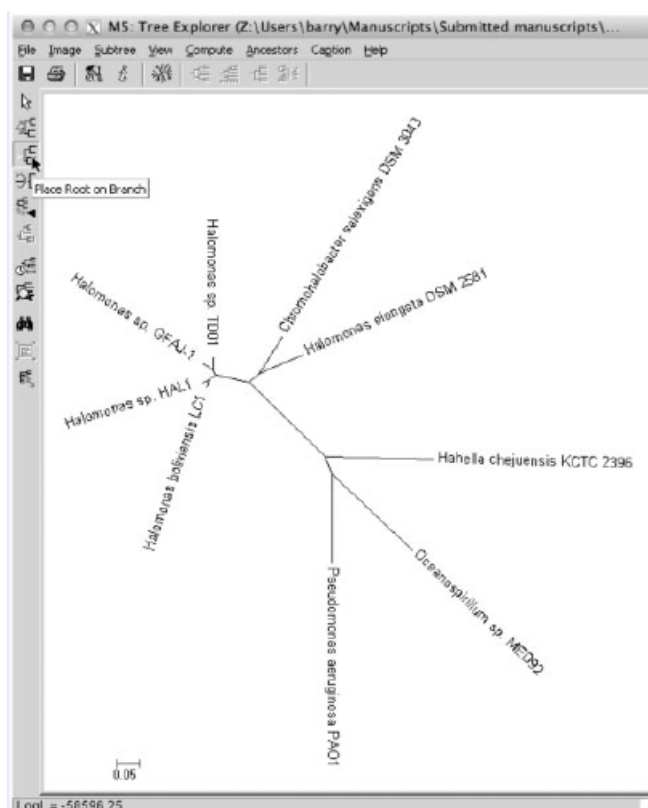 M5: Tree Explorer (Z:\Users\barry\Manuscripts\Submitted manuscripts\...
File Image Subtree View Compute Ancestors Caption Help
Place Root on Branch
Chromohalobacter salexigens DSM 3043
Halomonas sp. TD01
Halomonas elongata DSM 2581
Halomonas sp. GFAJ-1
Halomonas sp. HAL1
Halomonas boliviensis LC1
Hahella chejuensis KCTC 2396
Oceanospirillum sp. MED92
Pseudomonas aeruginosa PAO1
0.05
LogL = -58596.25